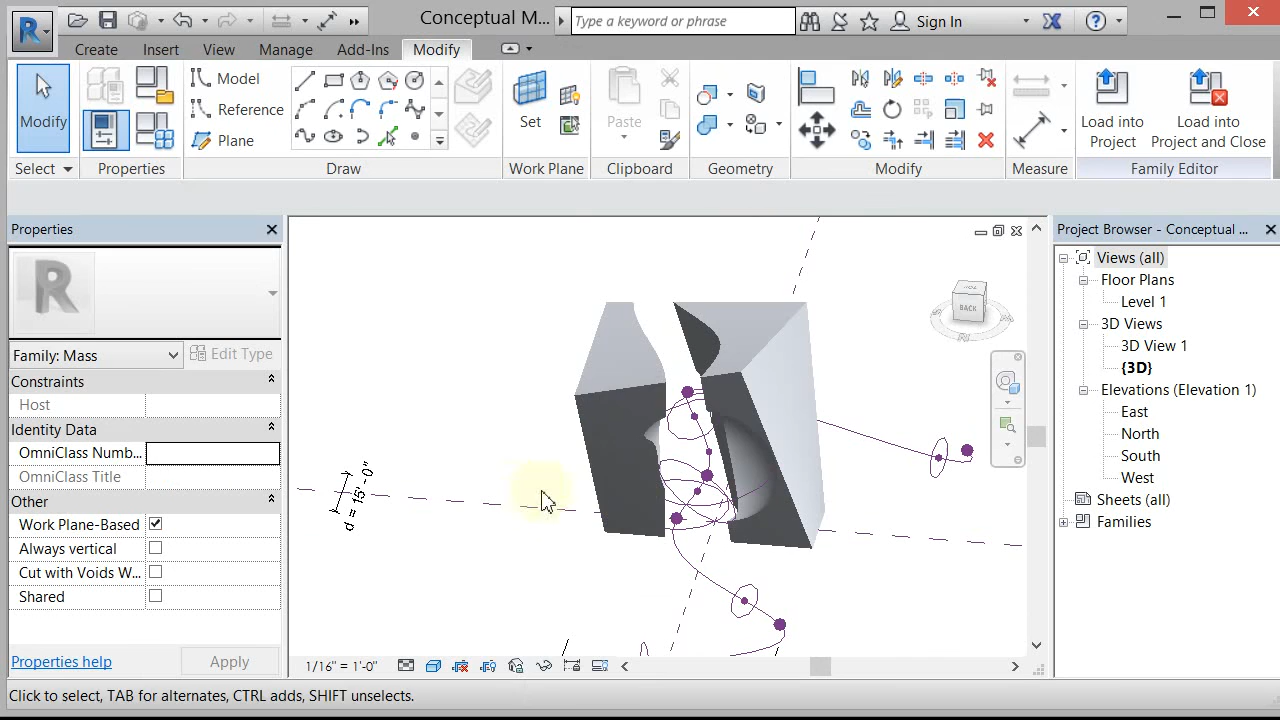 Conceptual M...
Type a keyword or phrase
Sign In
Create
Insert
View
Manage
Add-Ins
Modify
Modify
Model
Reference
Plane
Set
Paste
Load into
Project
Load into
Project and Close
Select
Properties
Draw
Work Plane
Clipboard
Geometry
Modify
Measure
Family Editor
Properties
R
Family: Mass
Edit Type
Constraints
Host
Identity Data
OmniClass Numb...
OmniClass Title
Other
Work Plane-Based
Always vertical
Cut with Voids W...
Shared
Properties help
Apply
d = 15' - 0"
BACK
1/16" = 1'-0"
Project Browser - Conceptual ...
Views (all)
Floor Plans
Level 1
3D Views
3D View 1
{3D}
Elevations (Elevation 1)
East
North
South
West
Sheets (all)
Families
Click to select, TAB for alternates, CTRL adds, SHIFT unselects.